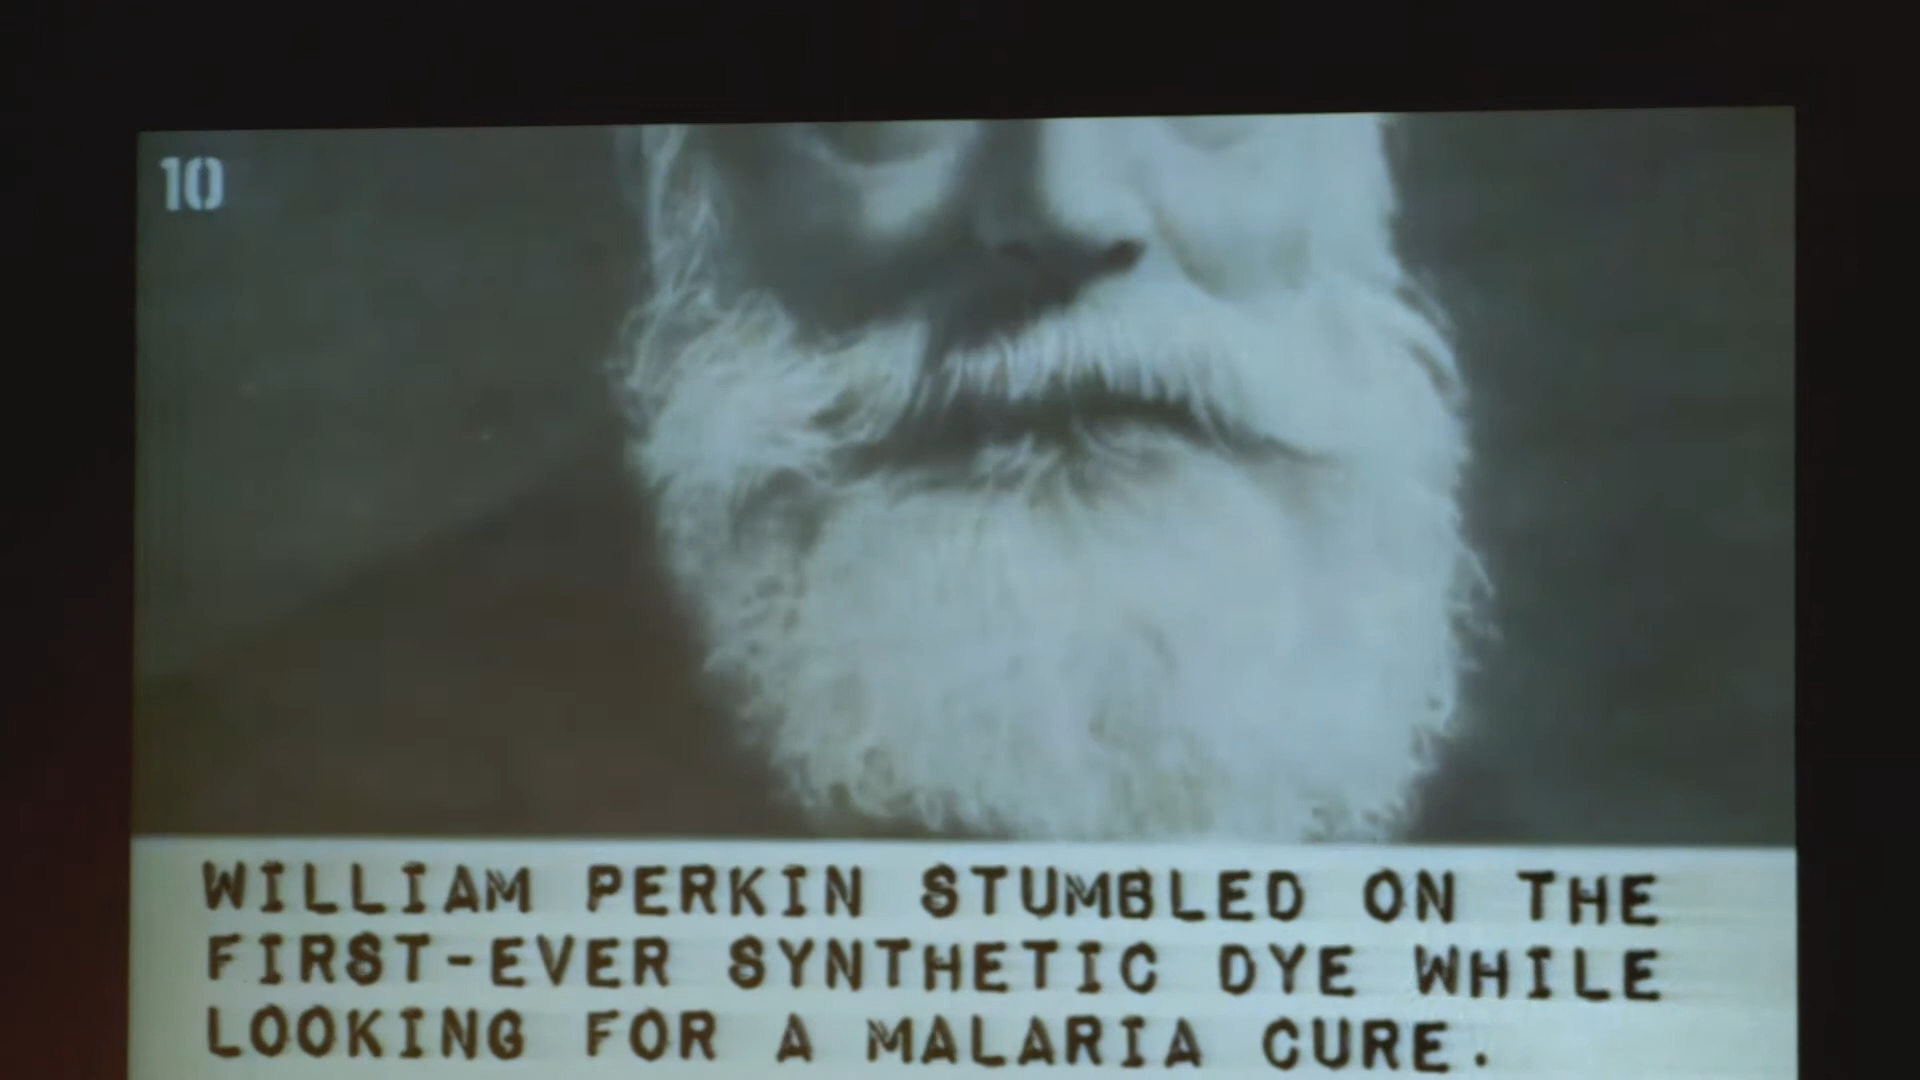 10
WILLIAM PERKIN STUMBLED ON THE
FIRST-EVER SYNTHETIC DYE WHILE
LOOKING FOR A MALARIA CURE.